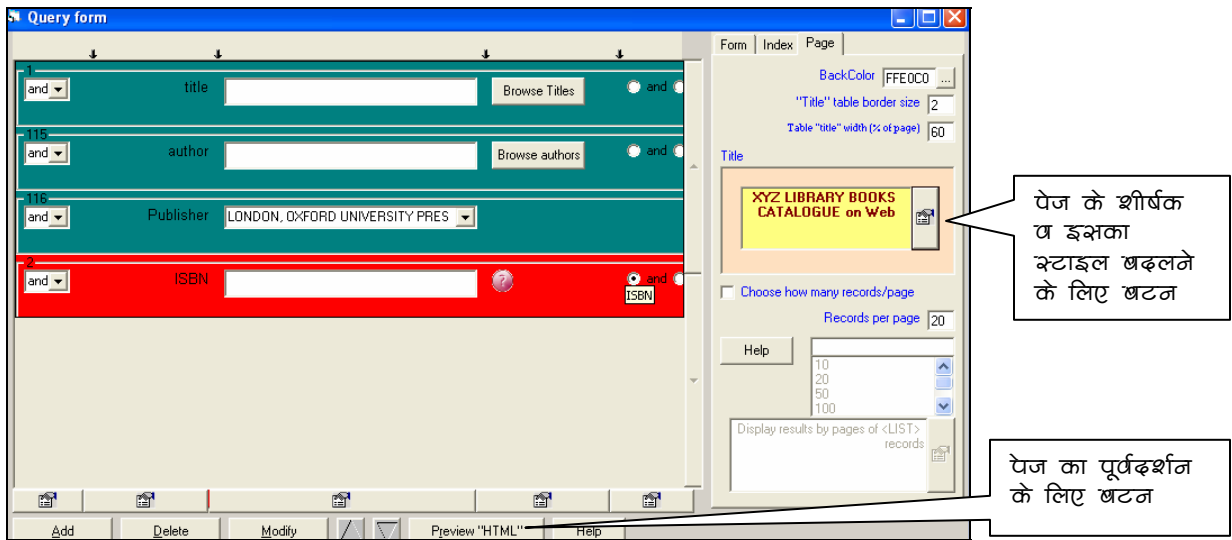 Query form
Form Index Page
1
and title Browse Titles and
115
and author Browse authors and
116
and Publisher LONDON, OXFORD UNIVERSITY PRES
2
and ISBN ? and
ISBN
BackColor FFE0C0 ...
"Title" table border size 2
Table "title" width (% of page) 60
Title
XYZ LIBRARY BOOKS
CATALOGUE on Web
Choose how many records/page
Records per page 20
Help
10
20
50
100
Display results by pages of <LIST>
records
Add Delete Modify Preview "HTML" Help
पेज के शीर्षक
व इसका
स्टाइल बदलने
के लिए बटन
पेज का पूर्वदर्शन
के लिए बटन